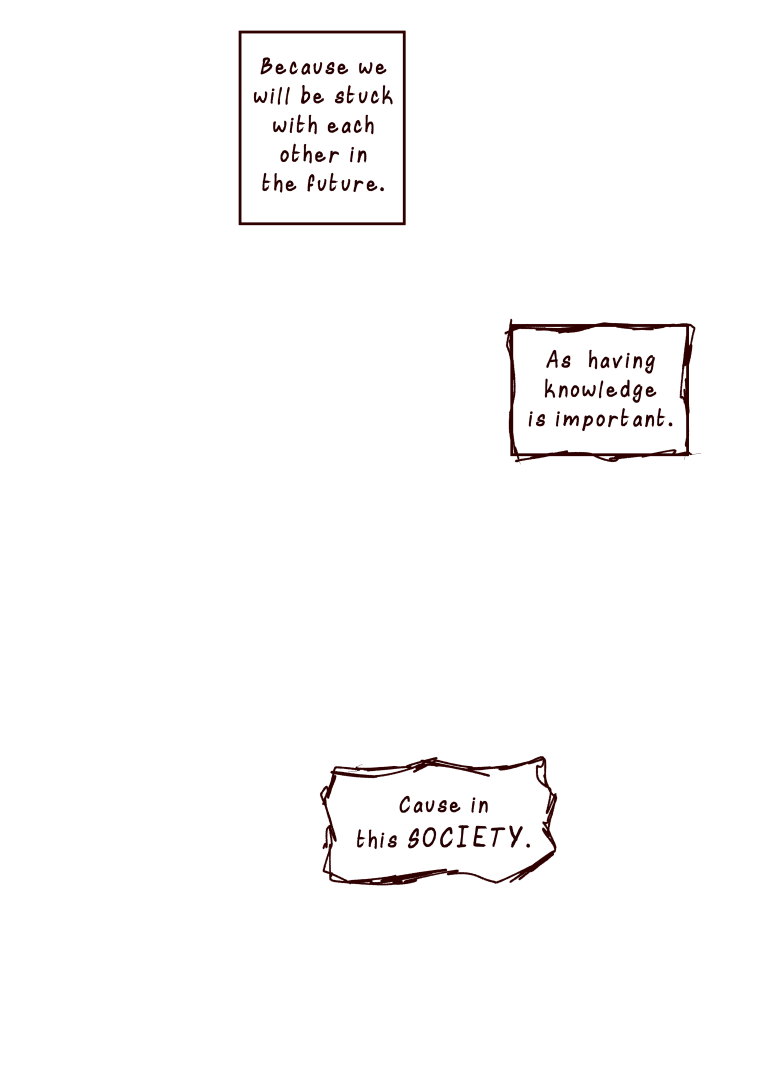 Because we
will be stuck
with each
other in
the future.
As having
knowledge
is important.
Cause in
this SOCIETY.